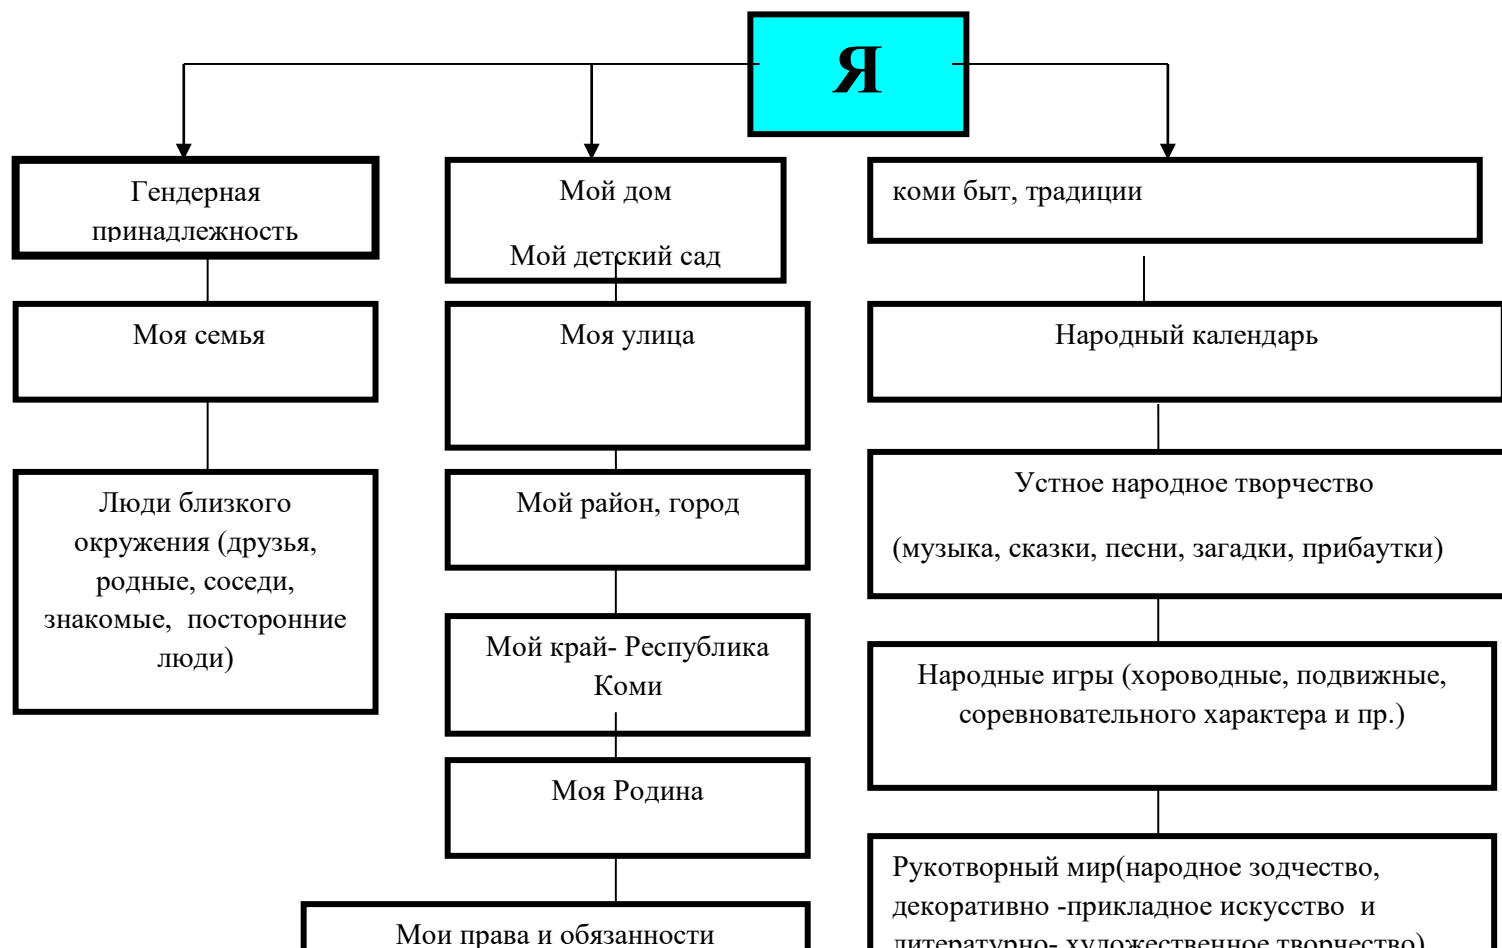 Я
Гендерная
принадлежность
Моя семья
Люди близкого
окружения (друзья,
родные, соседи,
знакомые,  посторонние
люди)
Мой дом
Мой детский сад
Моя улица
Мой район, город
Мой край- Республика
Коми
Моя Родина
Мои права и обязанности
коми быт, традиции
Народный календарь
Устное народное творчество
(музыка, сказки, песни, загадки, прибаутки)
Народные игры (хороводные, подвижные,
соревновательного характера и пр.)
Рукотворный мир(народное зодчество,
декоративно -прикладное искусство  и
литературно- художественное творчество)